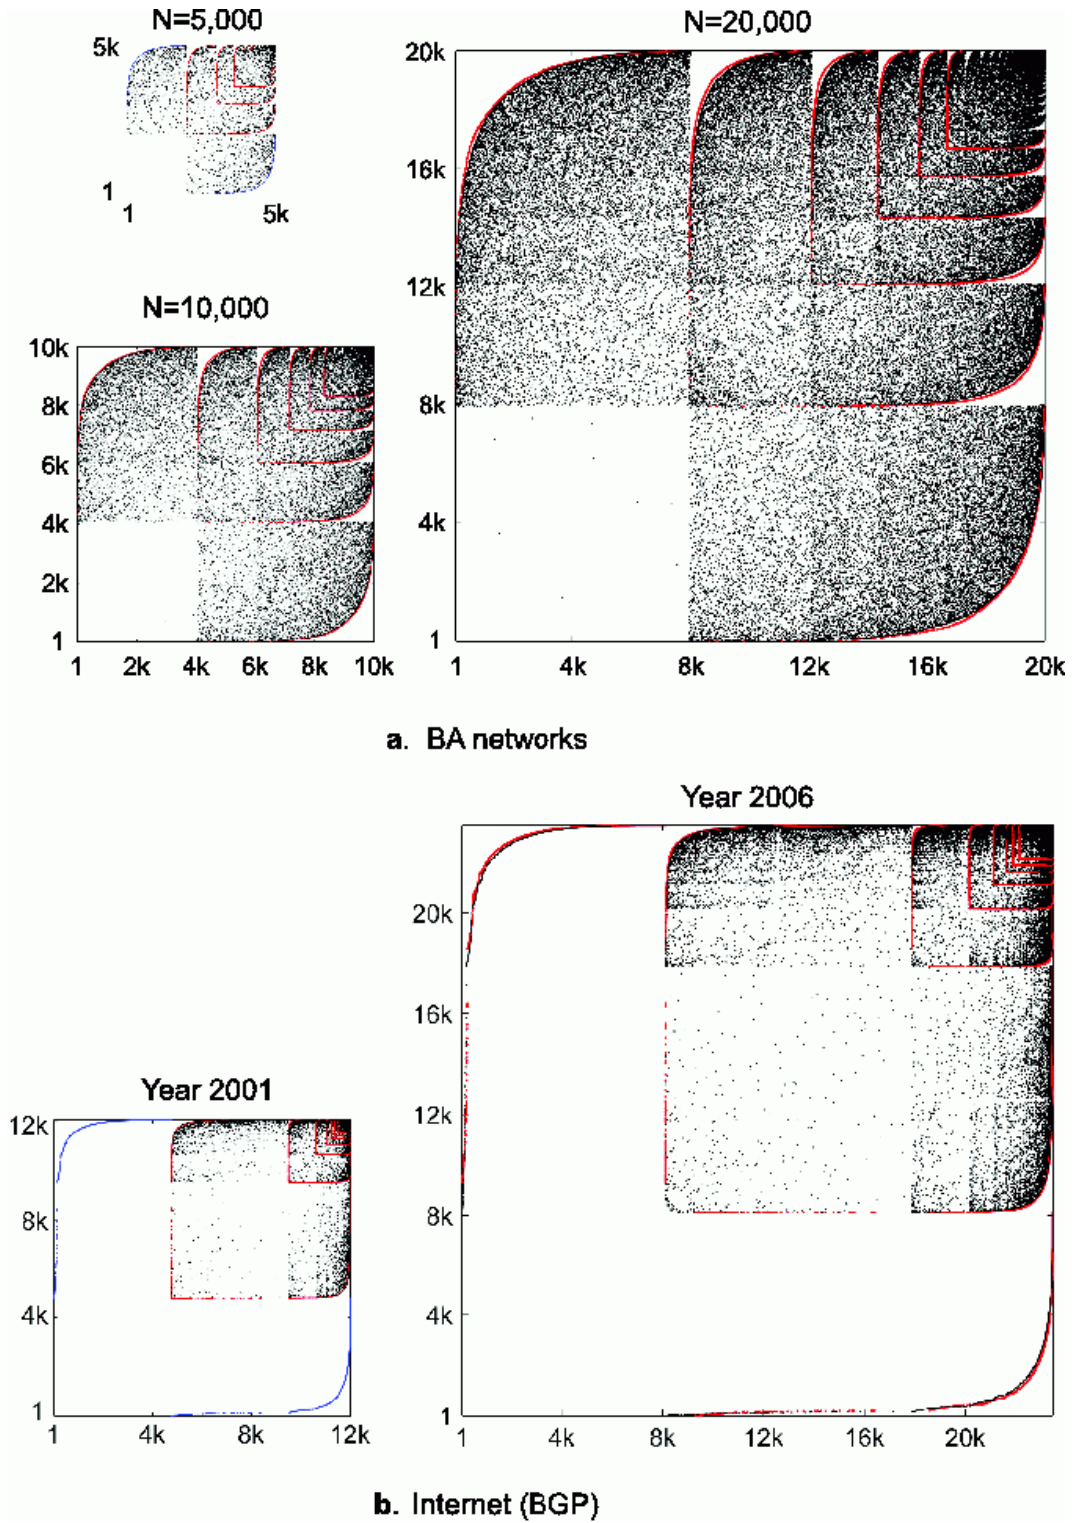 N=5,000
5k
1
1
5k
N=20,000
20k
16k
12k
8k
4k
1
1
4k
8k
12k
16k
20k
N=10,000
10k
8k
6k
4k
2k
1
1
2k
4k
6k
8k
10k
a. BA networks
Year 2006
20k
16k
12k
8k
4k
1
1
4k
8k
12k
16k
20k
Year 2001
12k
8k
4k
1
1
4k
8k
12k
b. Internet (BGP)